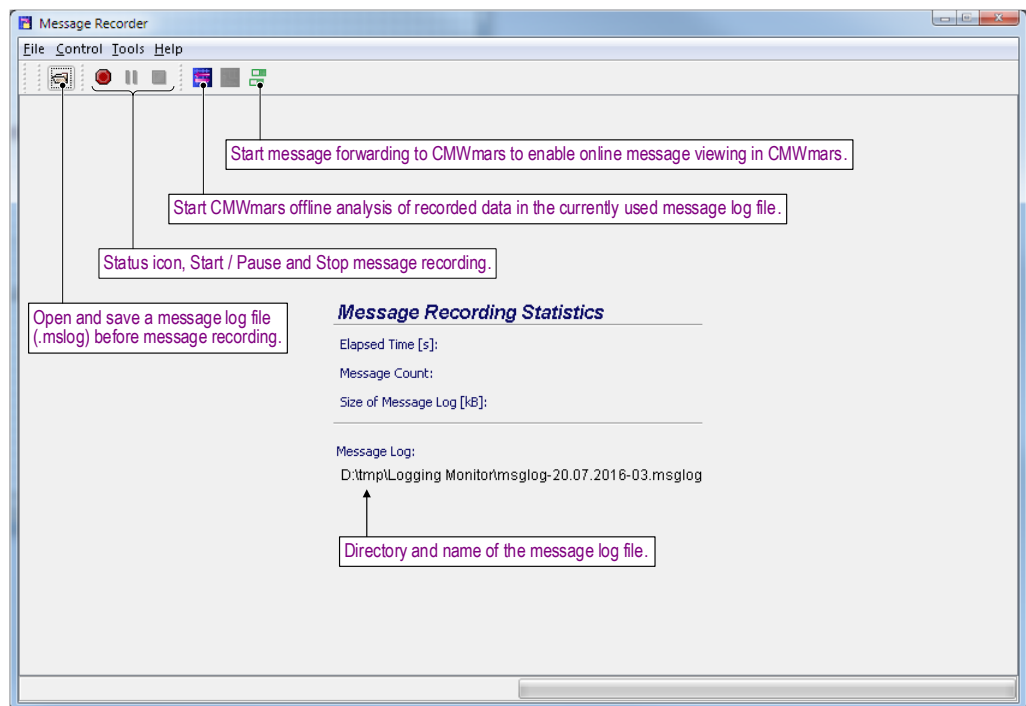 Message Recorder
File Control Tools Help
Start message forwarding to CMWmars to enable online message viewing in CMWmars.
Start CMWmars offline analysis of recorded data in the currently used message log file.
Status icon, Start / Pause and Stop message recording.
Open and save a message log file
(.mslog) before message recording.
Message Recording Statistics
Elapsed Time [s]:
Message Count:
Size of Message Log [kB]:
Message Log:
D:\tmp\Logging Monitor\msglog-20.07.2016-03.msglog
Directory and name of the message log file.